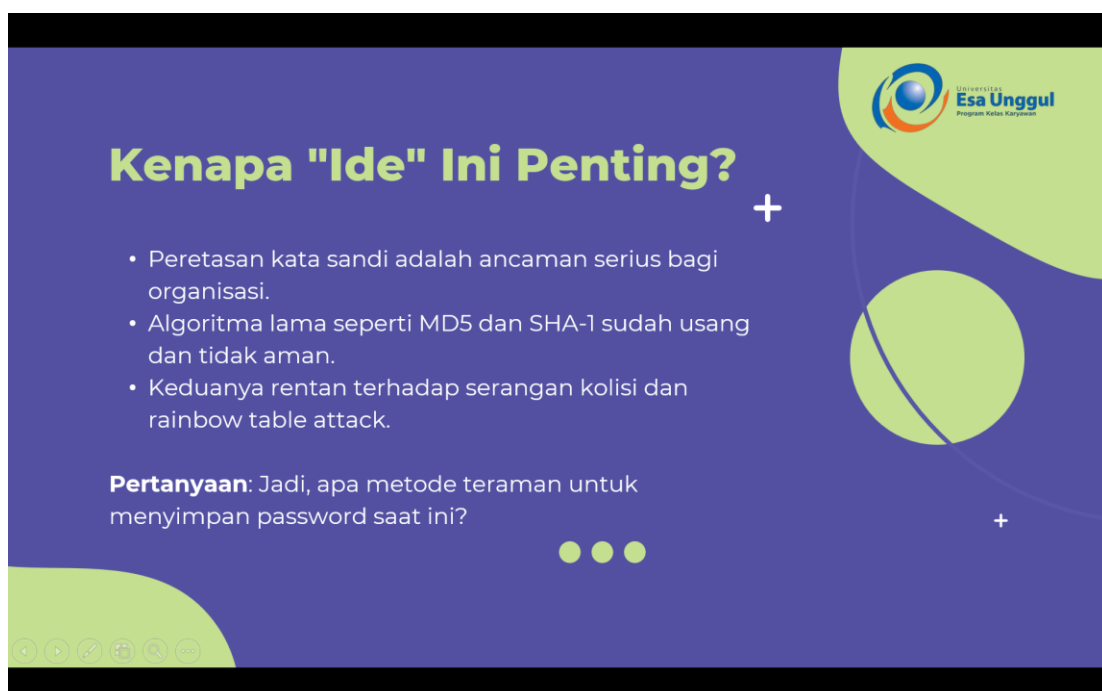 Universitas
Esa Unggul
Program Kelas Karyawan
Kenapa "Ide" Ini Penting?
• Peretasan kata sandi adalah ancaman serius bagi
organisasi.
• Algoritma lama seperti MD5 dan SHA-1 sudah usang
dan tidak aman.
• Keduanya rentan terhadap serangan kolisi dan
rainbow table attack.
Pertanyaan: Jadi, apa metode teraman untuk
menyimpan password saat ini?